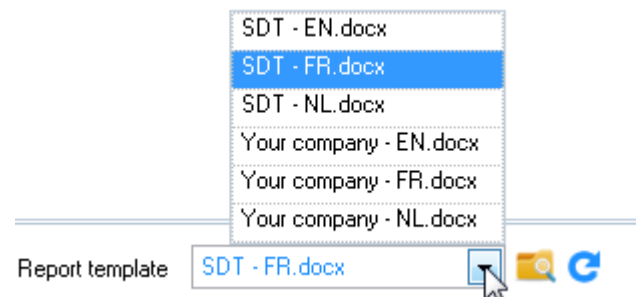 SDT - EN.docx
SDT - FR.docx
SDT - NL.docx
Your company - EN.docx
Your company - FR.docx
Your company - NL.docx
Report template SDT - FR.docx